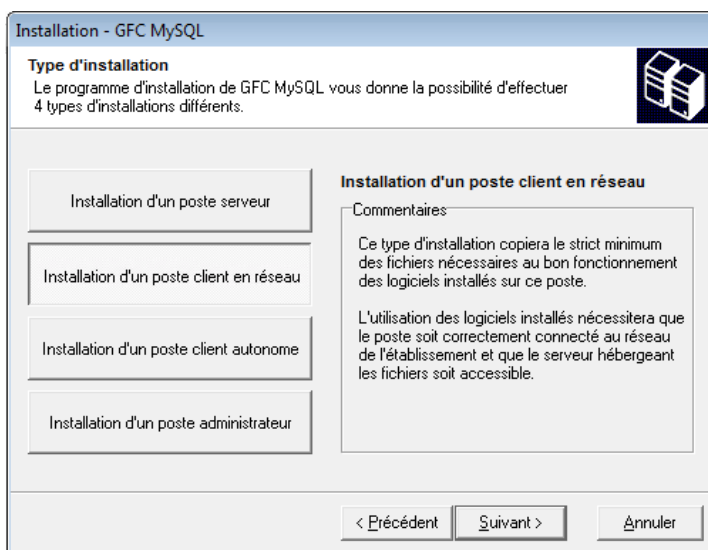 Installation - GFC MySQL
Type d'installation
Le programme d'installation de GFC MySQL vous donne la possibilité d'effectuer
4 types d'installations différents.
Installation d'un poste serveur
Installation d'un poste client en réseau
Installation d'un poste client autonome
Installation d'un poste administrateur
Installation d'un poste client en réseau
Commentaires
Ce type d'installation copiera le strict minimum
des fichiers nécessaires au bon fonctionnement
des logiciels installés sur ce poste.
L'utilisation des logiciels installés nécessitera que
le poste soit correctement connecté au réseau
de l'établissement et que le serveur hébergeant
les fichiers soit accessible.
< Précédent
Suivant >
Annuler